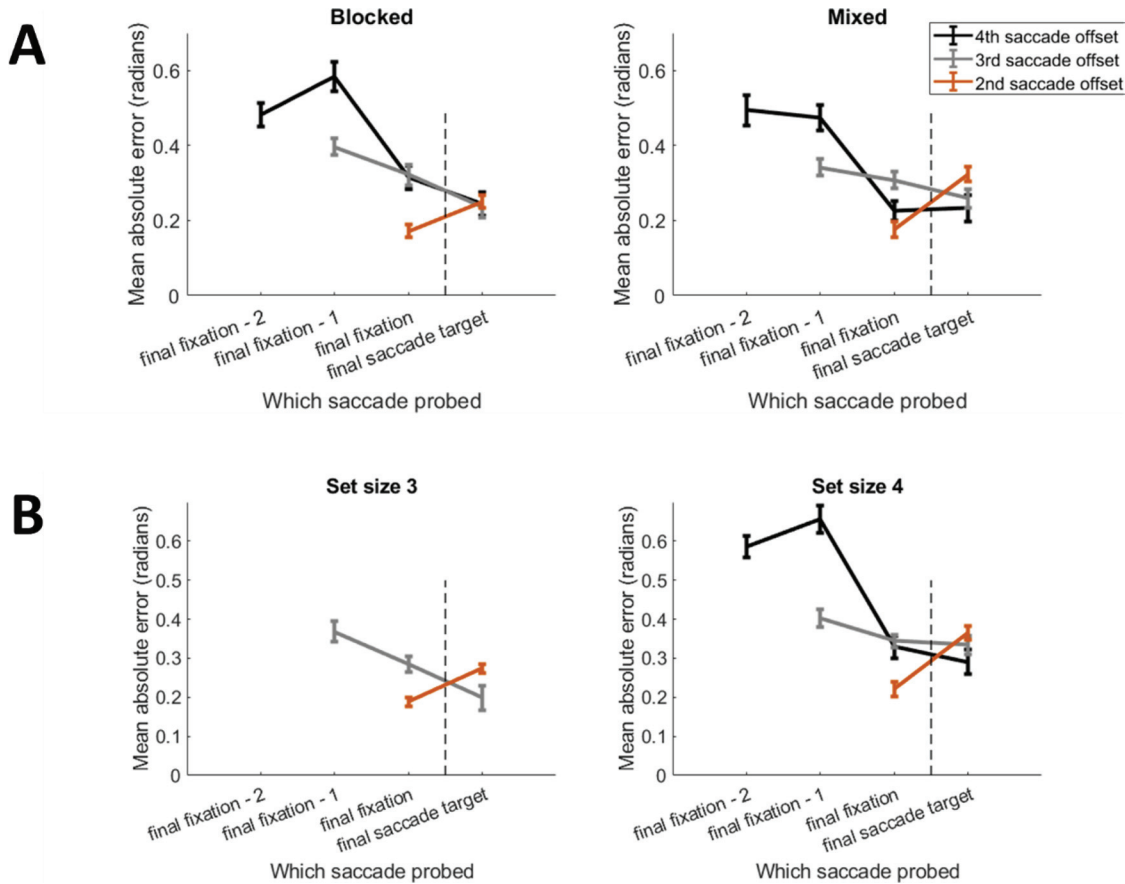 A
Blocked
Mean absolute error (radians)
0.6
0.4
0.2
0
final fixation - 2
final fixation - 1
final fixation
final saccade target
Which saccade probed
Mixed
4th saccade offset
3rd saccade offset
2nd saccade offset
Mean absolute error (radians)
0.6
0.4
0.2
0
final fixation - 2
final fixation - 1
final fixation
final saccade target
Which saccade probed
B
Set size 3
Mean absolute error (radians)
0.6
0.5
0.4
0.3
0.2
0.1
0
final fixation - 2
final fixation - 1
final fixation
final saccade target
Which saccade probed
Set size 4
Mean absolute error (radians)
0.6
0.5
0.4
0.3
0.2
0.1
0
final fixation - 2
final fixation - 1
final fixation
final saccade target
Which saccade probed